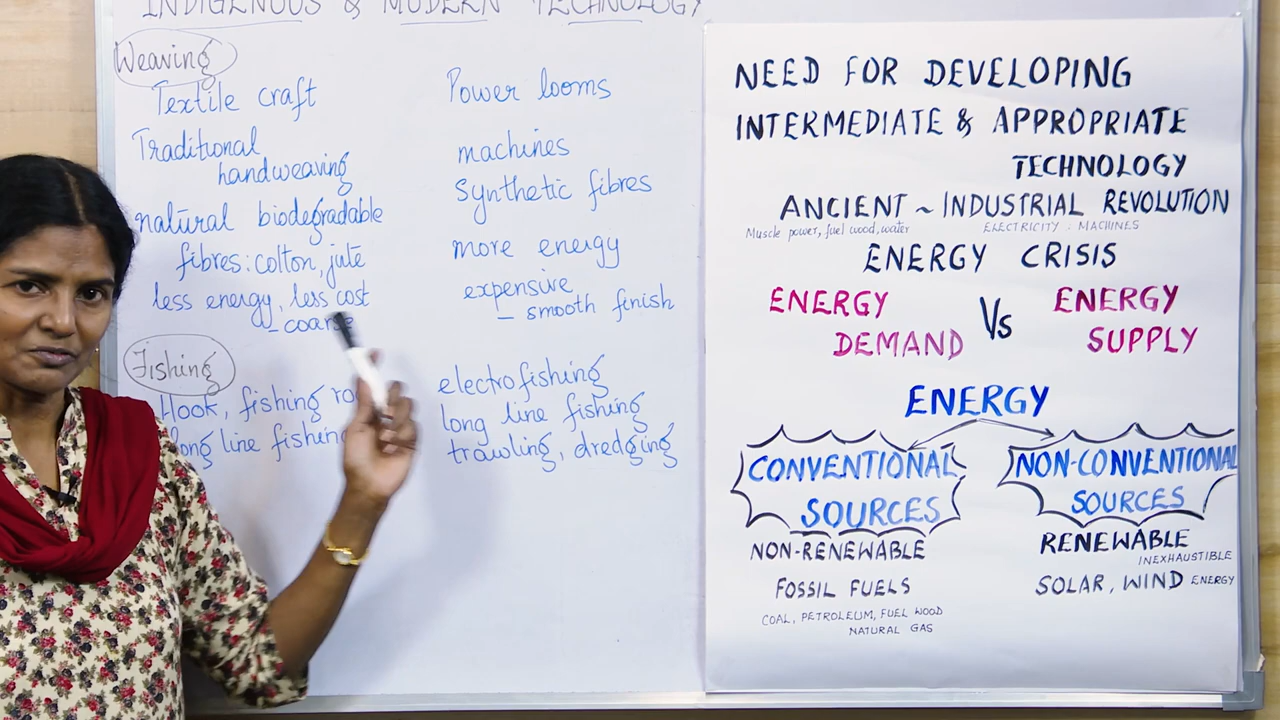 INDIGENOUS & MODERN TECHNOLOGY
Weaving
Textile craft
Traditional
handweaving
natural biodegradable
fibres: cotton, jute
less energy, less cost
– coarse
Fishing
Hook, fishing
long line fishing
Power looms
machines
Synthetic fibres
more energy
expensive
– smooth finish
electrofishing
long line fishing
trawling, dredging
NEED FOR DEVELOPING
INTERMEDIATE & APPROPRIATE
TECHNOLOGY
ANCIENT ~ INDUSTRIAL REVOLUTION
Muscle power, fuel wood, water ELECTRICITY : MACHINES
ENERGY CRISIS
ENERGY DEMAND Vs ENERGY SUPPLY
ENERGY
CONVENTIONAL
SOURCES
NON-RENEWABLE
FOSSIL FUELS
COAL, PETROLEUM, FUEL WOOD
NATURAL GAS
NON-CONVENTIONAL
SOURCES
RENEWABLE
INEXHAUSTIBLE
SOLAR, WIND ENERGY